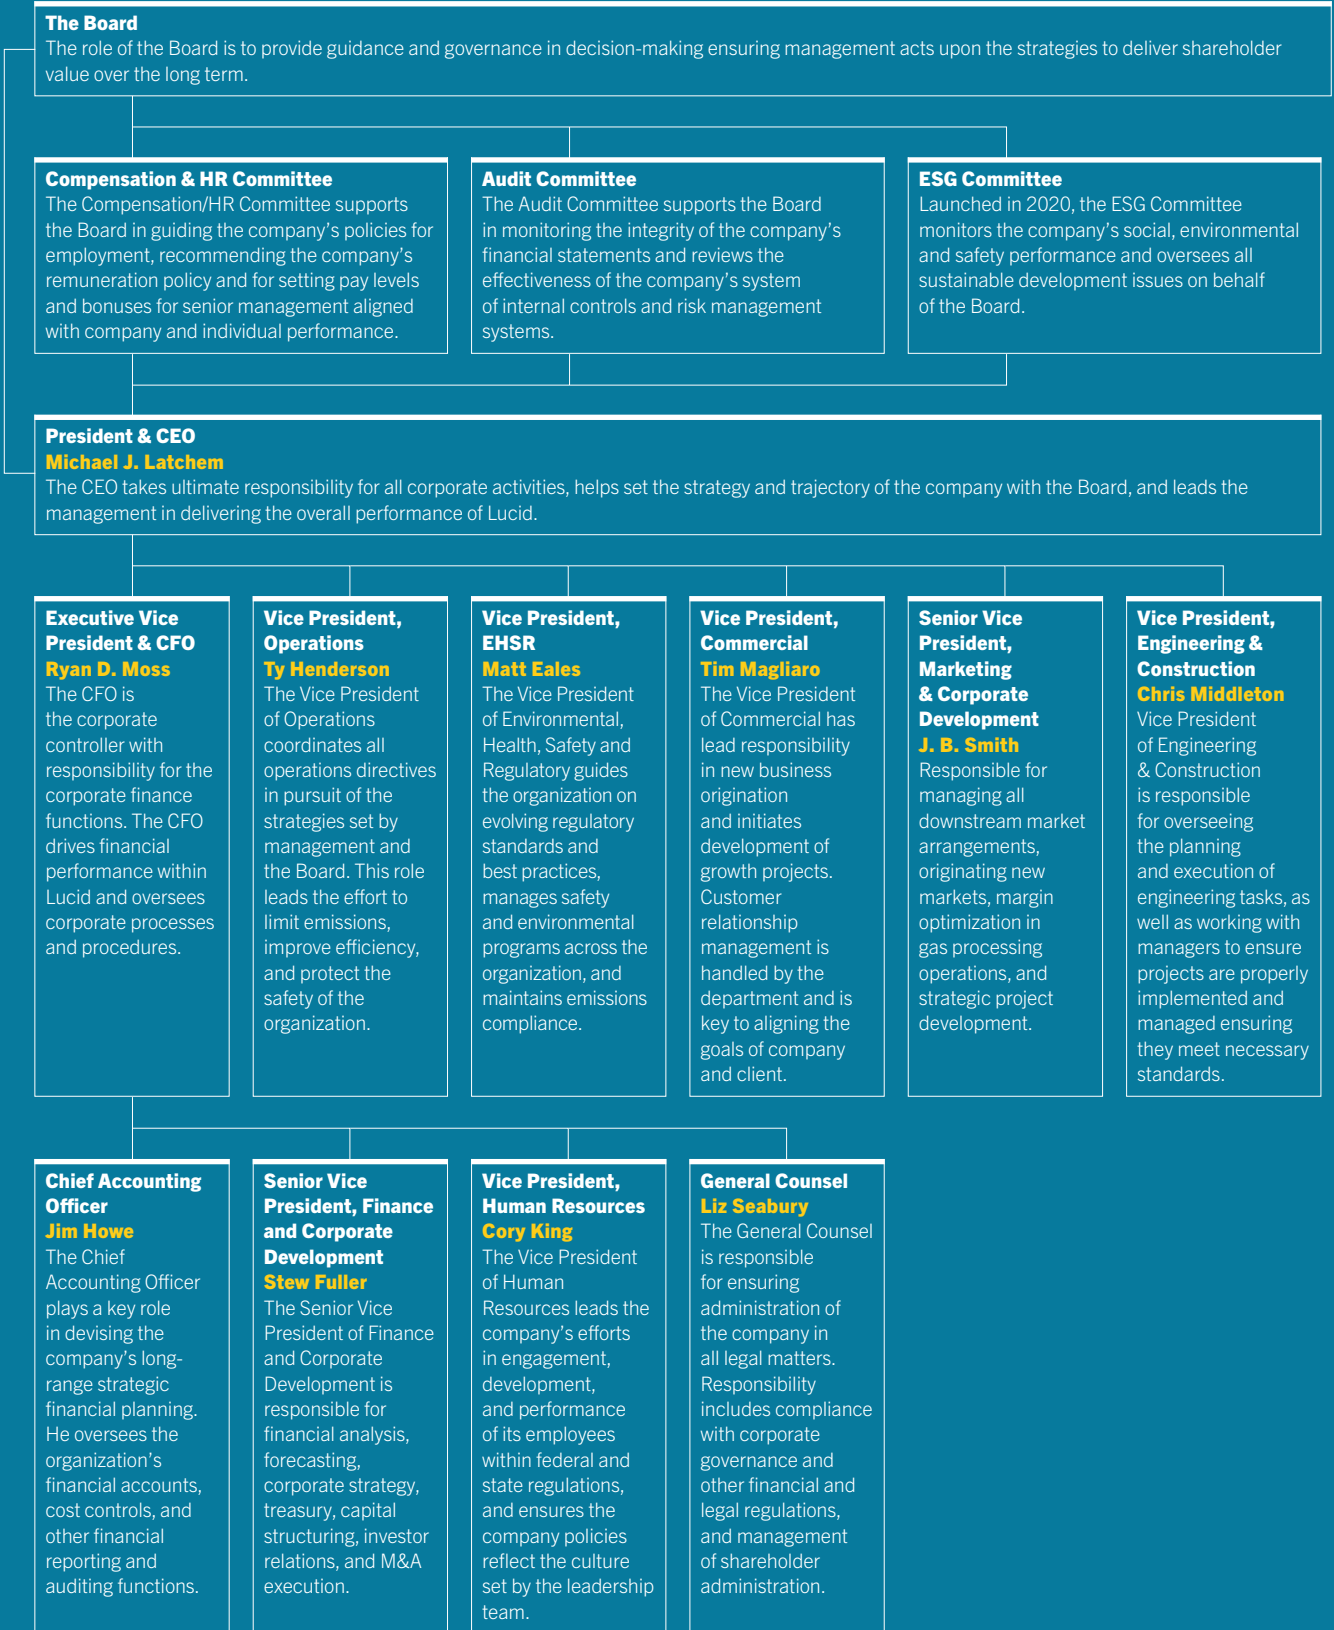 The Board
The role of the Board is to provide guidance and governance in decision-making ensuring management acts upon the strategies to deliver shareholder
value over the long term.
Compensation & HR Committee
The Compensation/HR Committee supports
the Board in guiding the company’s policies for
employment, recommending the company’s
remuneration policy and for setting pay levels
and bonuses for senior management aligned
with company and individual performance.
Audit Committee
The Audit Committee supports the Board
in monitoring the integrity of the company’s
financial statements and reviews the
effectiveness of the company’s system
of internal controls and risk management
systems.
ESG Committee
Launched in 2020, the ESG Committee
monitors the company’s social, environmental
and safety performance and oversees all
sustainable development issues on behalf
of the Board.
President & CEO
Michael J. Latchem
The CEO takes ultimate responsibility for all corporate activities, helps set the strategy and trajectory of the company with the Board, and leads the
management in delivering the overall performance of Lucid.
Executive Vice
President & CFO
Ryan D. Moss
The CFO is
the corporate
controller with
responsibility for the
corporate finance
functions. The CFO
drives financial
performance within
Lucid and oversees
corporate processes
and procedures.
Vice President,
Operations
Ty Henderson
The Vice President
of Operations
coordinates all
operations directives
in pursuit of the
strategies set by
management and
the Board. This role
leads the effort to
limit emissions,
improve efficiency,
and protect the
safety of the
organization.
Vice President,
EHSR
Matt Eales
The Vice President
of Environmental,
Health, Safety and
Regulatory guides
the organization on
evolving regulatory
standards and
best practices,
manages safety
and environmental
programs across the
organization, and
maintains emissions
compliance.
Vice President,
Commercial
Tim Magliaro
The Vice President
of Commercial has
lead responsibility
in new business
origination
and initiates
development of
growth projects.
Customer
relationship
management is
handled by the
department and is
key to aligning the
goals of company
and client.
Senior Vice
President,
Marketing
& Corporate
Development
J. B. Smith
Responsible for
managing all
downstream market
arrangements,
originating new
markets, margin
optimization in
gas processing
operations, and
strategic project
development.
Vice President,
Engineering &
Construction
Chris Middleton
Vice President
of Engineering
& Construction
is responsible
for overseeing
the planning
and execution of
engineering tasks, as
well as working with
managers to ensure
projects are properly
implemented and
managed ensuring
they meet necessary
standards.
Chief Accounting
Officer
Jim Howe
The Chief
Accounting Officer
plays a key role
in devising the
company’s long-
range strategic
financial planning.
He oversees the
organization’s
financial accounts,
cost controls, and
other financial
reporting and
auditing functions.
Senior Vice
President, Finance
and Corporate
Development
Stew Fuller
The Senior Vice
President of Finance
and Corporate
Development is
responsible for
financial analysis,
forecasting,
corporate strategy,
treasury, capital
structuring, investor
relations, and M&A
execution.
Vice President,
Human Resources
Cory King
The Vice President
of Human
Resources leads the
company’s efforts
in engagement,
development,
and performance
of its employees
within federal and
state regulations,
and ensures the
company policies
reflect the culture
set by the leadership
team.
General Counsel
Liz Seabury
The General Counsel
is responsible
for ensuring
administration of
the company in
all legal matters.
Responsibility
includes compliance
with corporate
governance and
other financial and
legal regulations,
and management
of shareholder
administration.